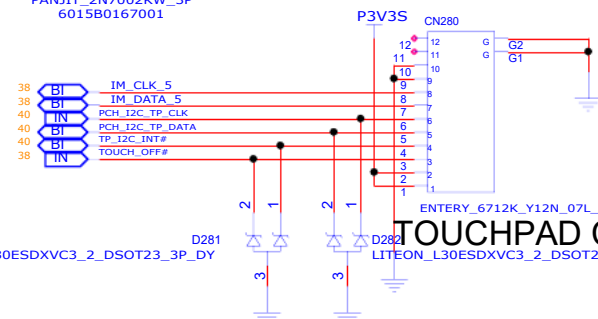 PANJIT_2N7002KW_3P
6015B0167001
P3V3S
CN280
12
12
11
11
10
10
9
9
8
8
7
7
6
6
5
5
4
4
3
3
2
2
1
1
G
G
G2
G1
38 BI IM_CLK_5
38 BI IM_DATA_5
40 IN PCH_I2C_TP_CLK
40 BI PCH_I2C_TP_DATA
40 BI TP_I2C_INT#
38 IN TOUCH_OFF#
ENTERY_6712K_Y12N_07L_
TOUCHPAD C
2 1 2 1
D281
D282
30ESDXVC3_2_DSOT23_3P_DY
LITEON_L30ESDXVC3_2_DSOT2
3 3